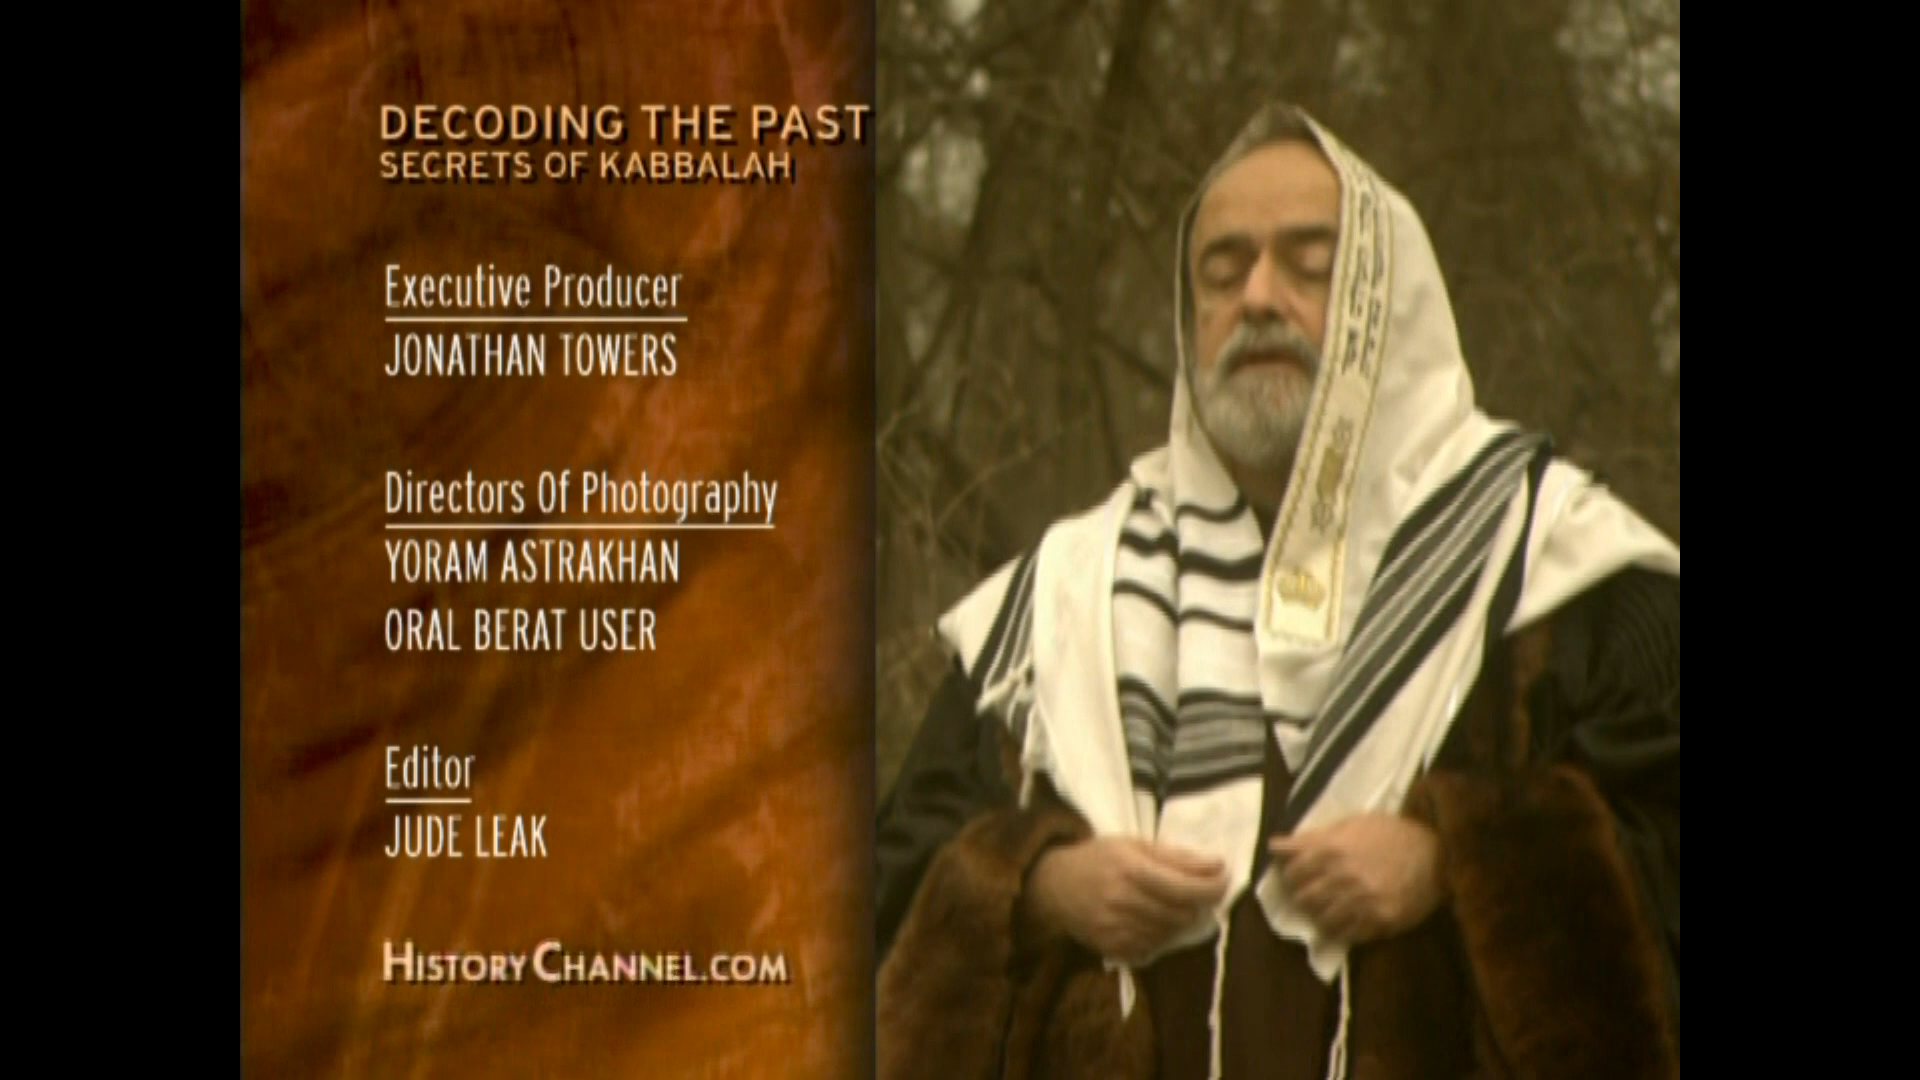 DECODING THE PAST
SECRETS OF KABBALAH
Executive Producer
JONATHAN TOWERS
Directors Of Photography
YORAM ASTRAKHAN
ORAL BERAT USER
Editor
JUDE LEAK
HISTORYCHANNEL.COM